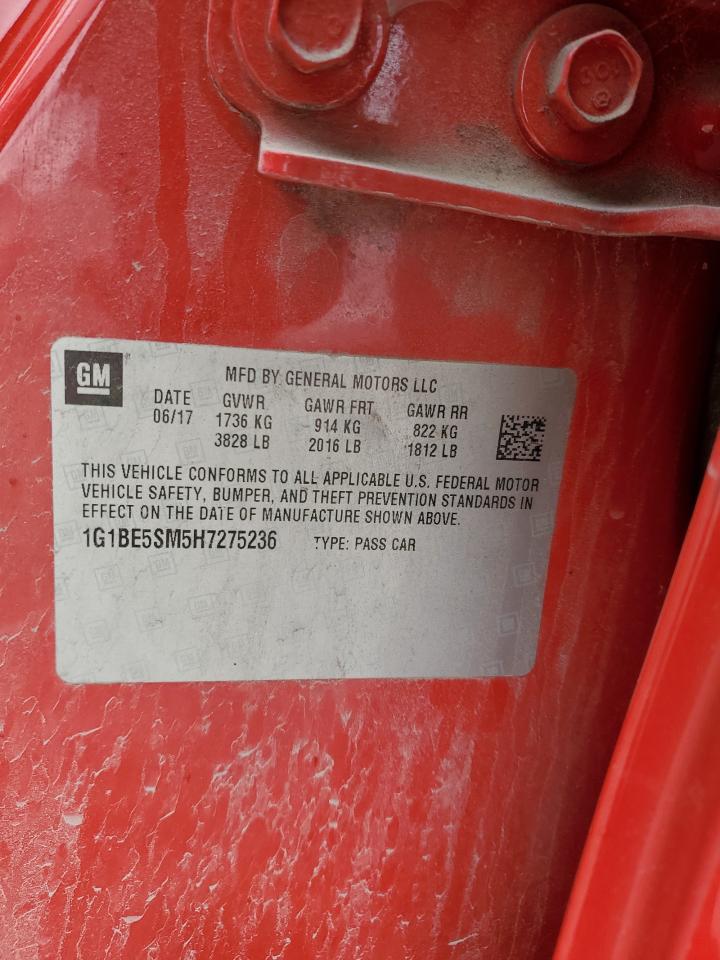 GM
MFD BY GENERAL MOTORS LLC
DATE GVWR GAWR FRT GAWR RR
06/17 1736 KG 914 KG 822 KG
3828 LB 2016 LB 1812 LB
THIS VEHICLE CONFORMS TO ALL APPLICABLE U.S. FEDERAL MOTOR
VEHICLE SAFETY, BUMPER, AND THEFT PREVENTION STANDARDS IN
EFFECT ON THE DATE OF MANUFACTURE SHOWN ABOVE.
1G1BE5SM5H7275236 TYPE: PASS CAR